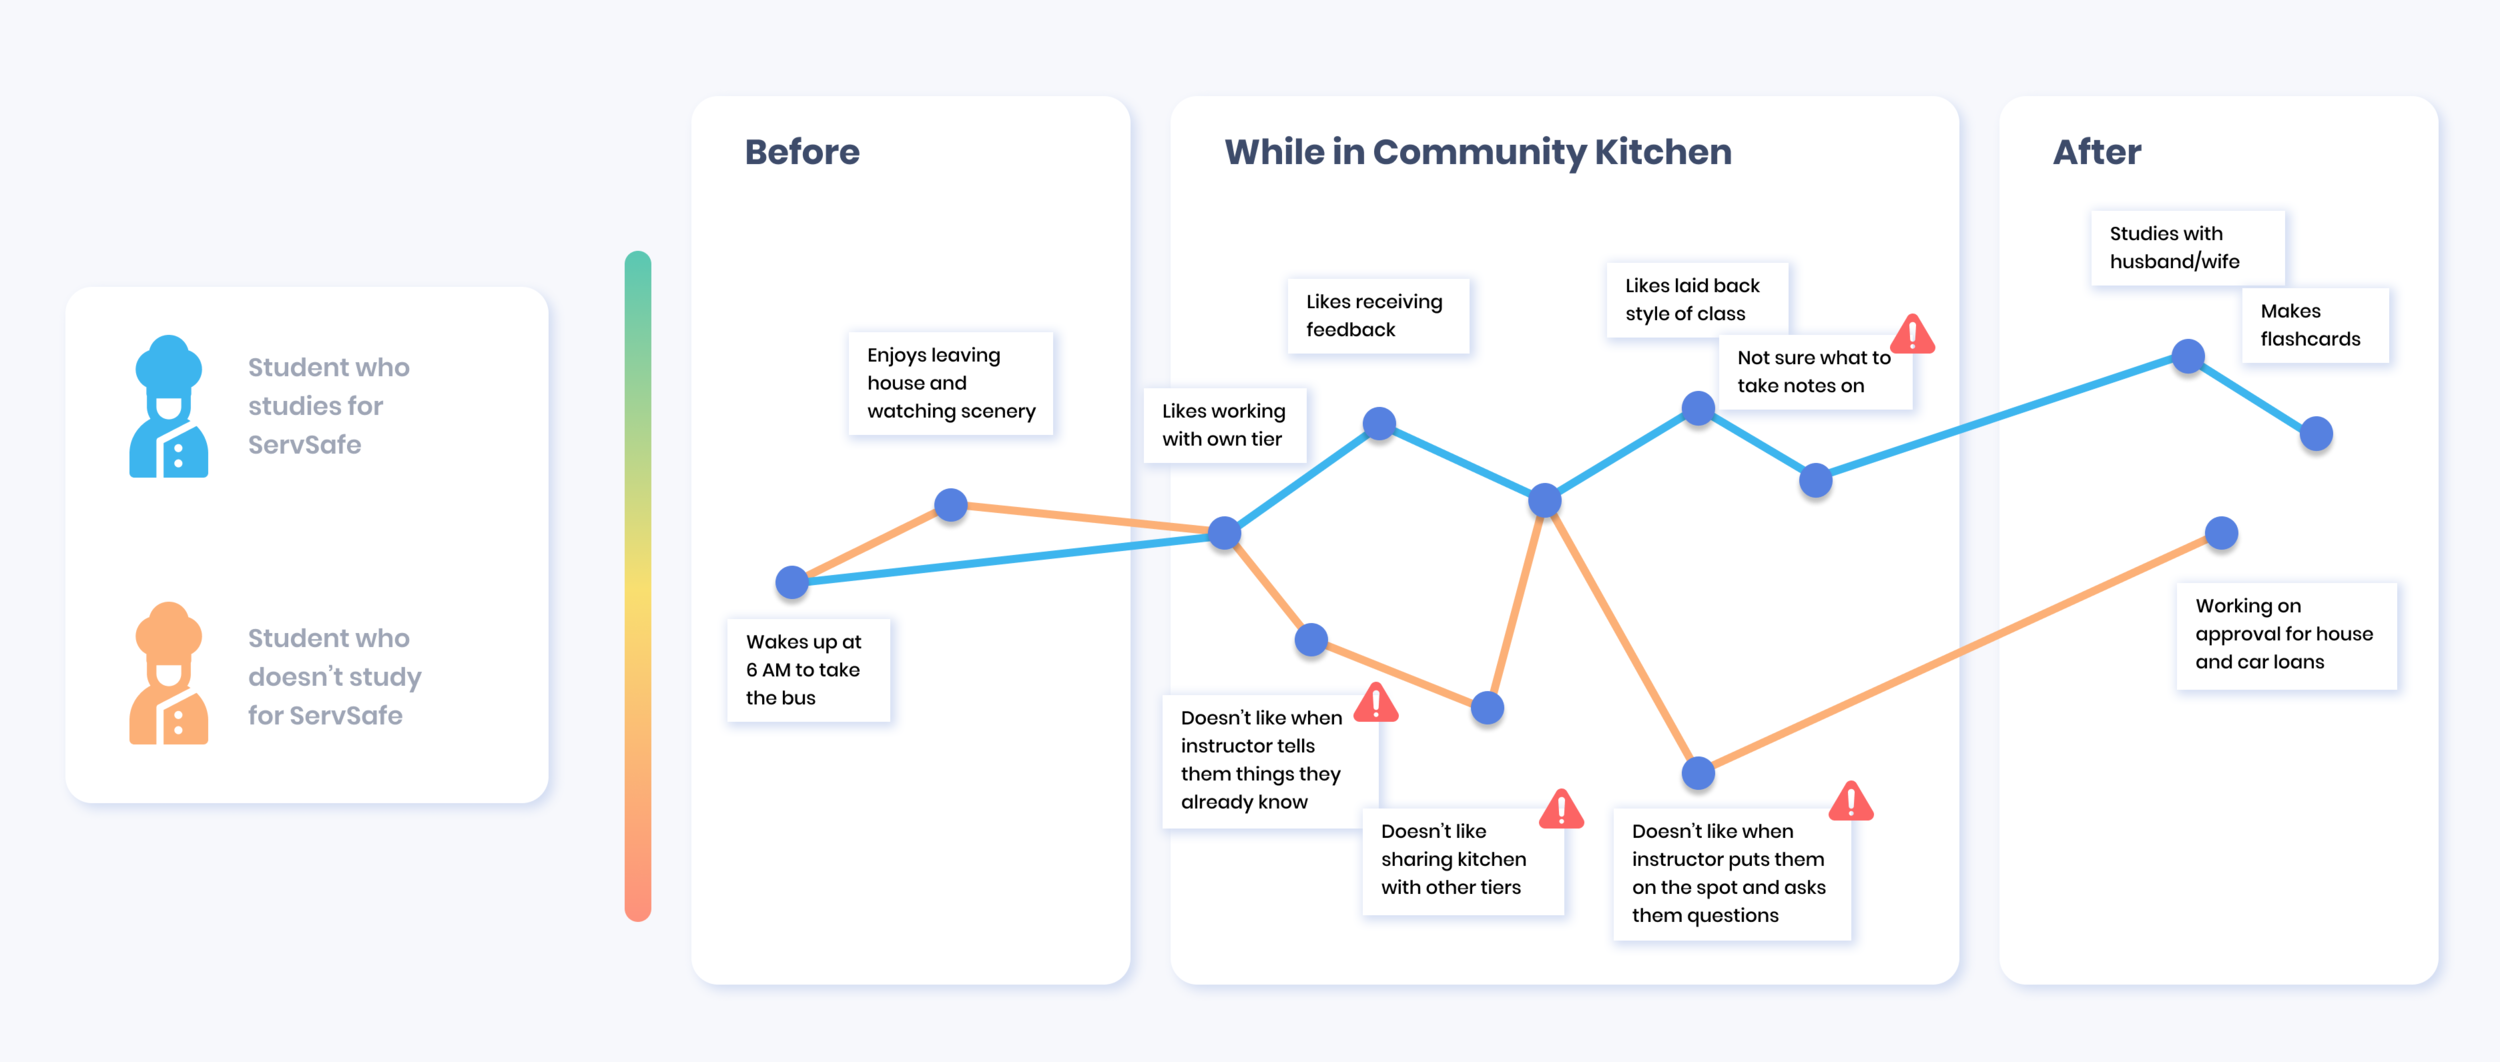 Student who
studies for
ServSafe
Student who
doesn’t study
for ServSafe
Before
Enjoys leaving
house and
watching scenery
Wakes up at
6 AM to take
the bus
While in Community Kitchen
Likes working
with own tier
Likes receiving
feedback
Likes laid back
style of class
Not sure what to
take notes on
Doesn’t like when
instructor tells
them things they
already know
Doesn’t like
sharing kitchen
with other tiers
Doesn’t like when
instructor puts them
on the spot and asks
them questions
After
Studies with
husband/wife
Makes
flashcards
Working on
approval for house
and car loans